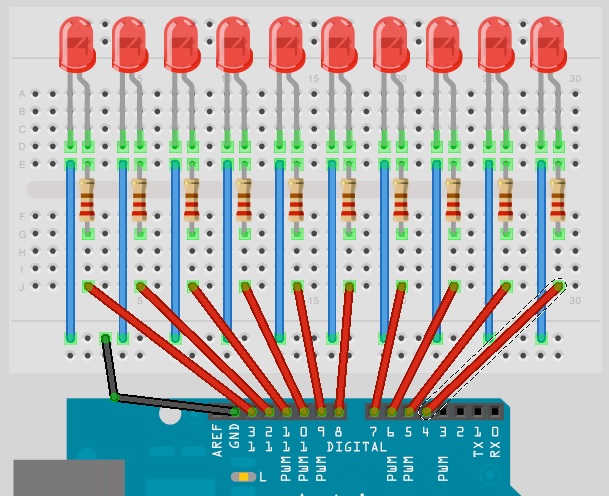 5 15 20 25 30
A
B
C
D
E
F
G
H
I
J
5 15 30
AREF
GND
13
12
PWM 11
PWM 10
PWM 9
8
7
PWM 6
PWM 5
4
PWM 3
2
TX 1
RX 0
DIGITAL
L